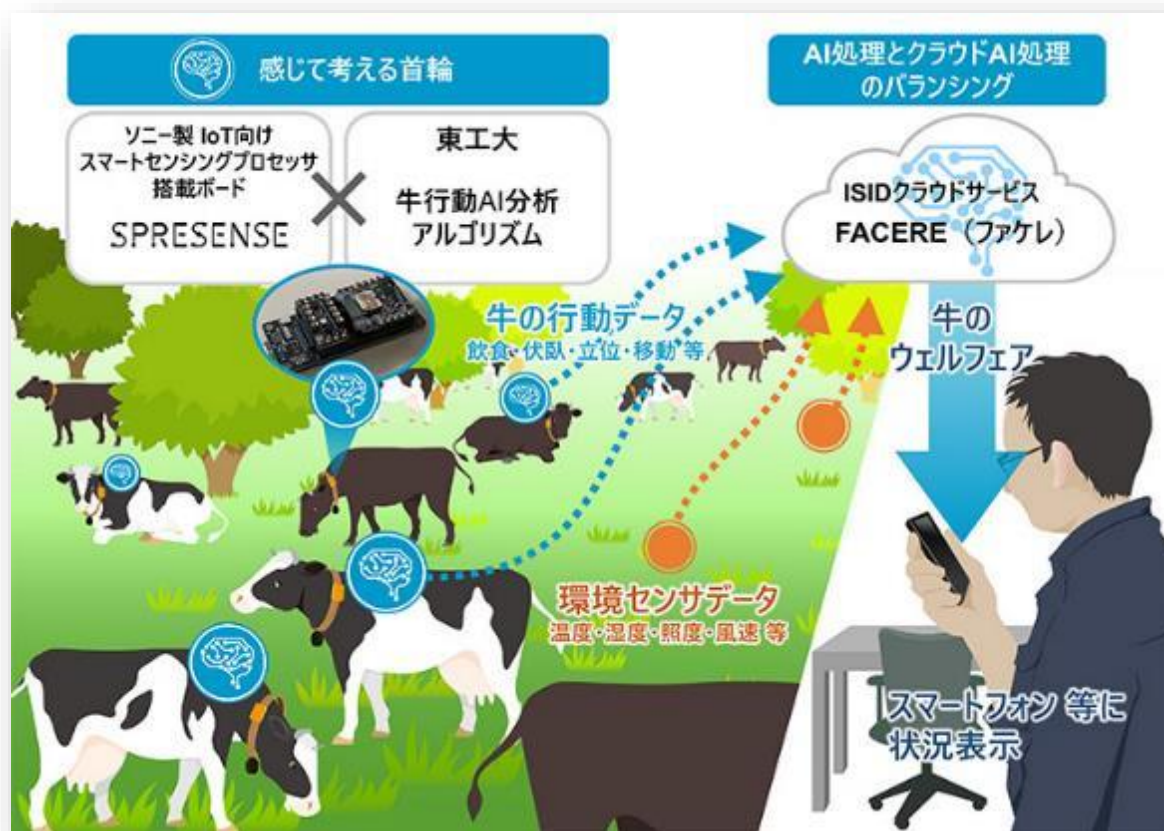 感じて考える首輪
ソニー製 IoT向け
スマートセンシングプロセッサ
搭載ボード
SPRESENSE
東工大
牛行動AI分析
アルゴリズム
AI処理とクラウドAI処理
のバランシング
ISIDクラウドサービス
FACERE（ファケレ）
牛の行動データ
飲食・伏臥・立位・移動 等
牛の
ウェルフェア
環境センサデータ
温度・湿度・照度・風速 等
スマートフォン 等に
状況表示